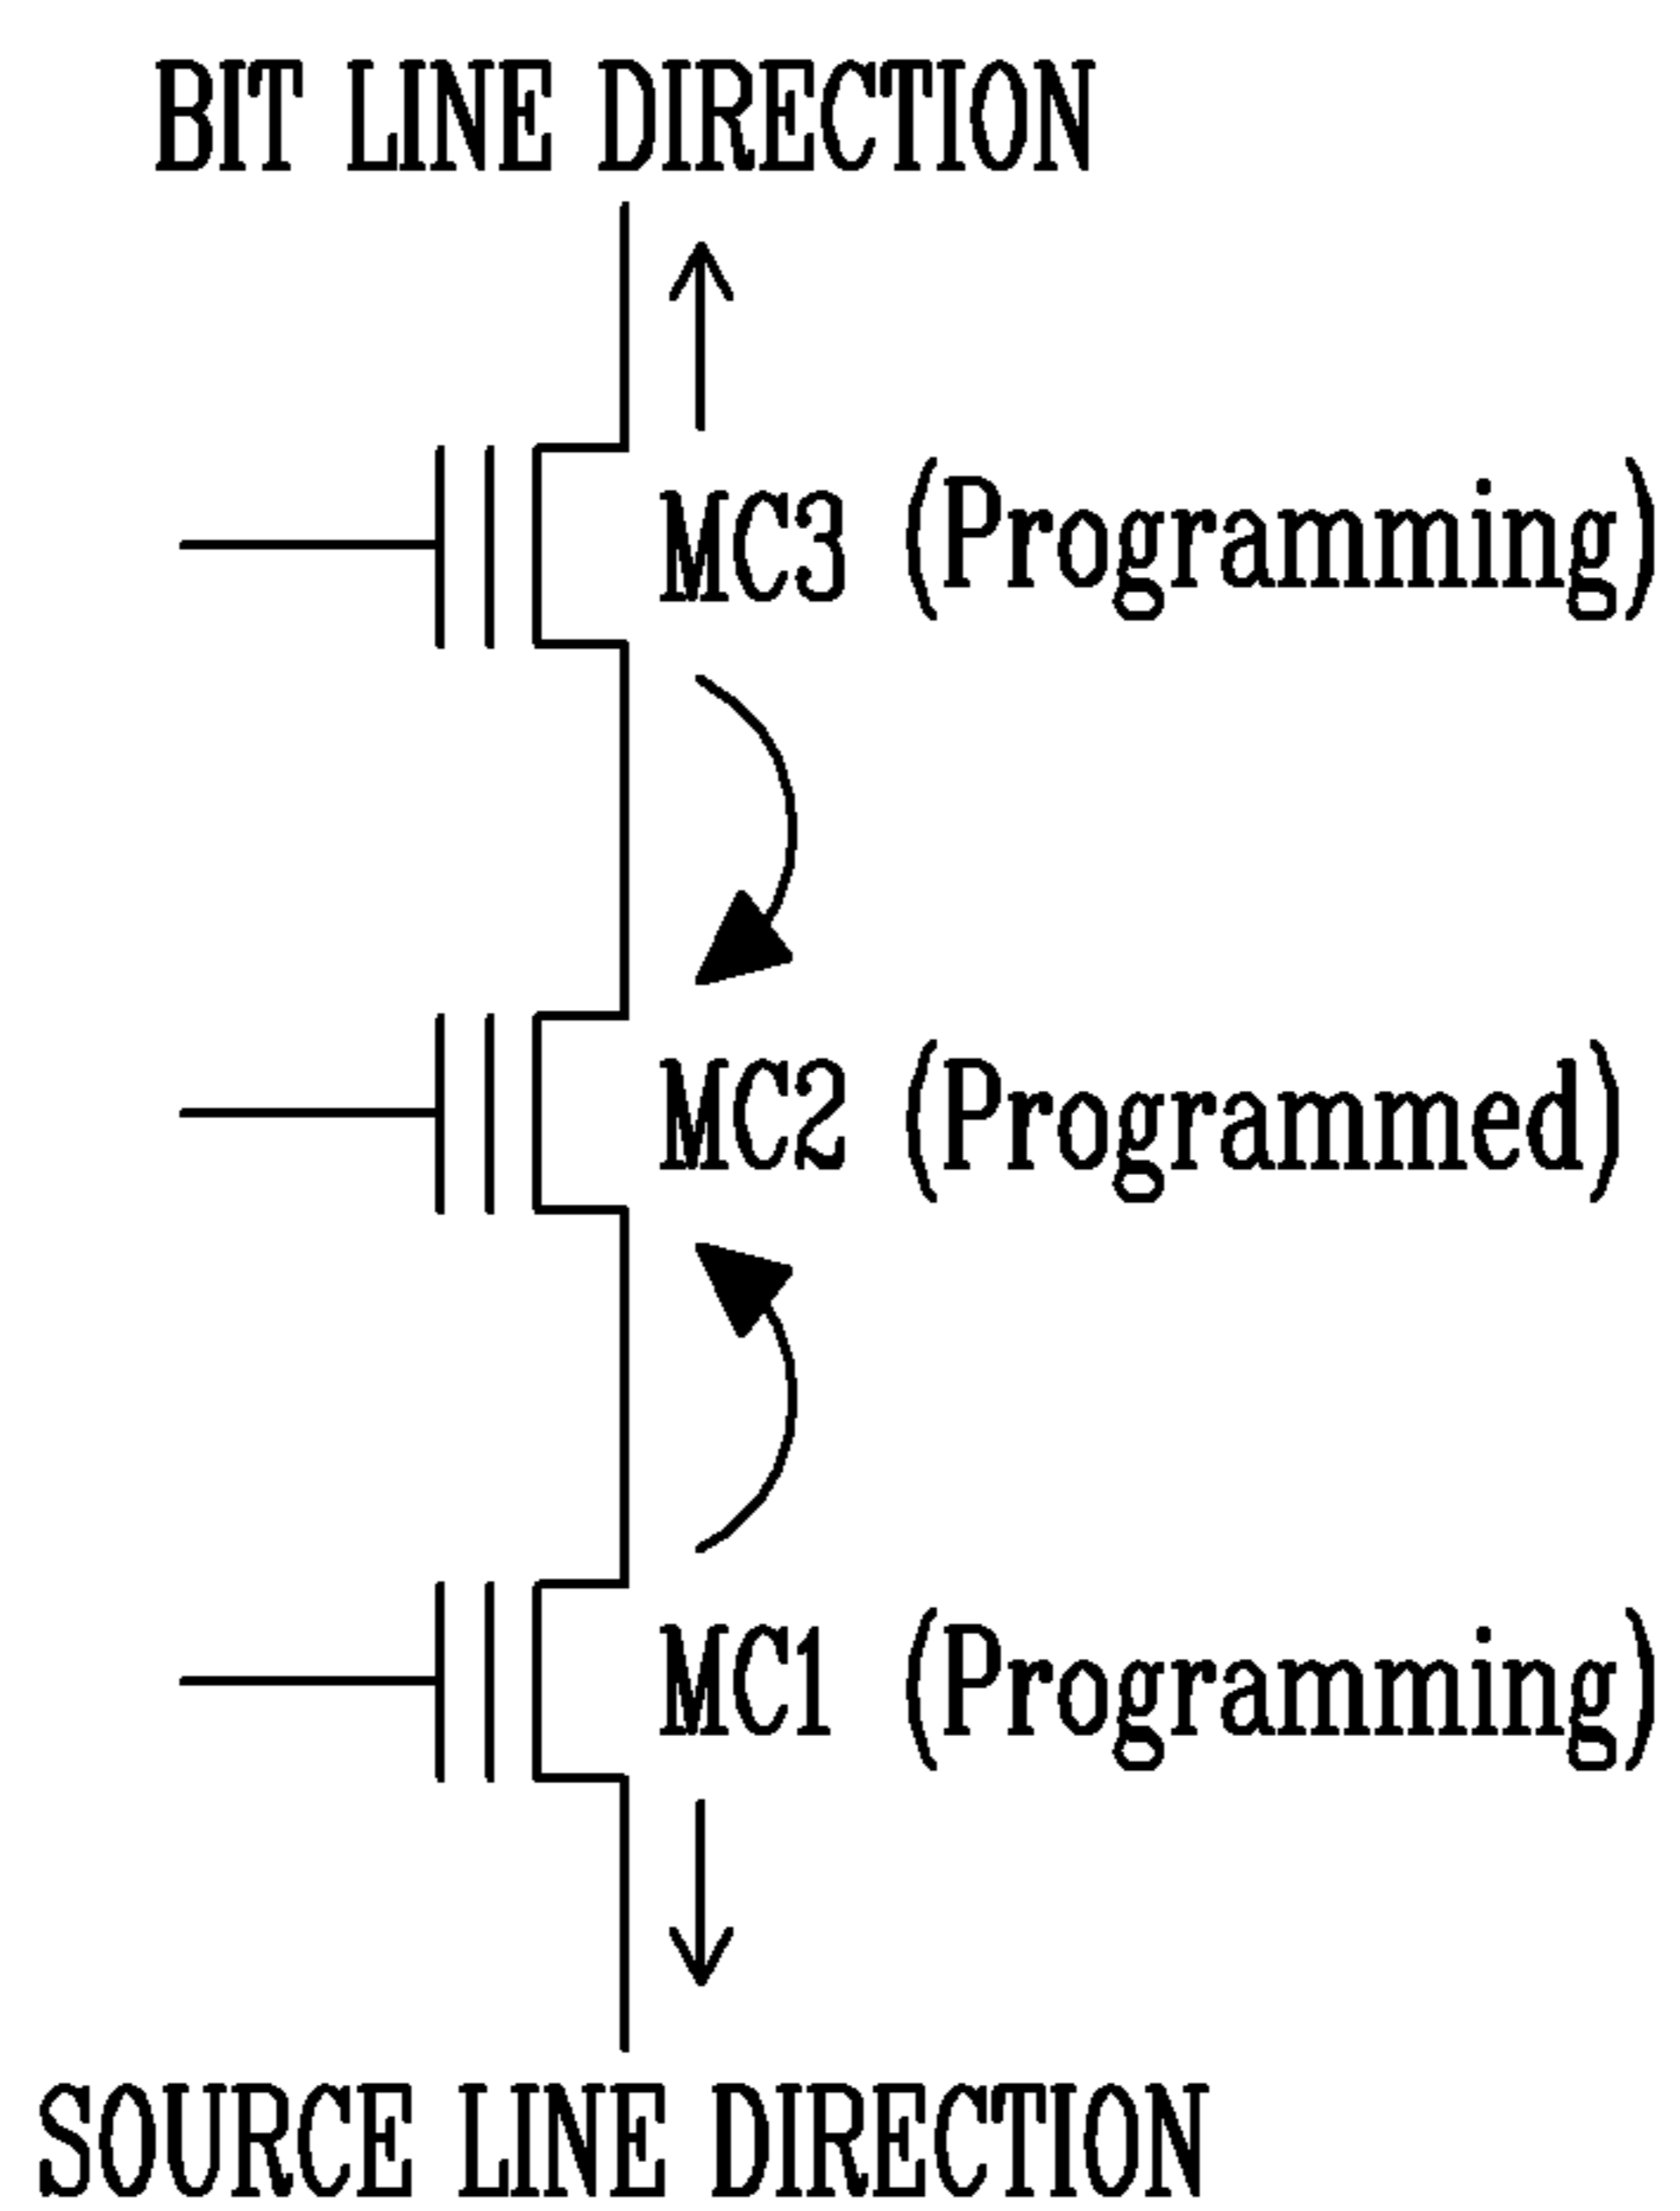 BIT LINE DIRECTION
MC3 (Programming)
MC2 (Programmed)
MC1 (Programming)
SOURCE LINE DIRECTION